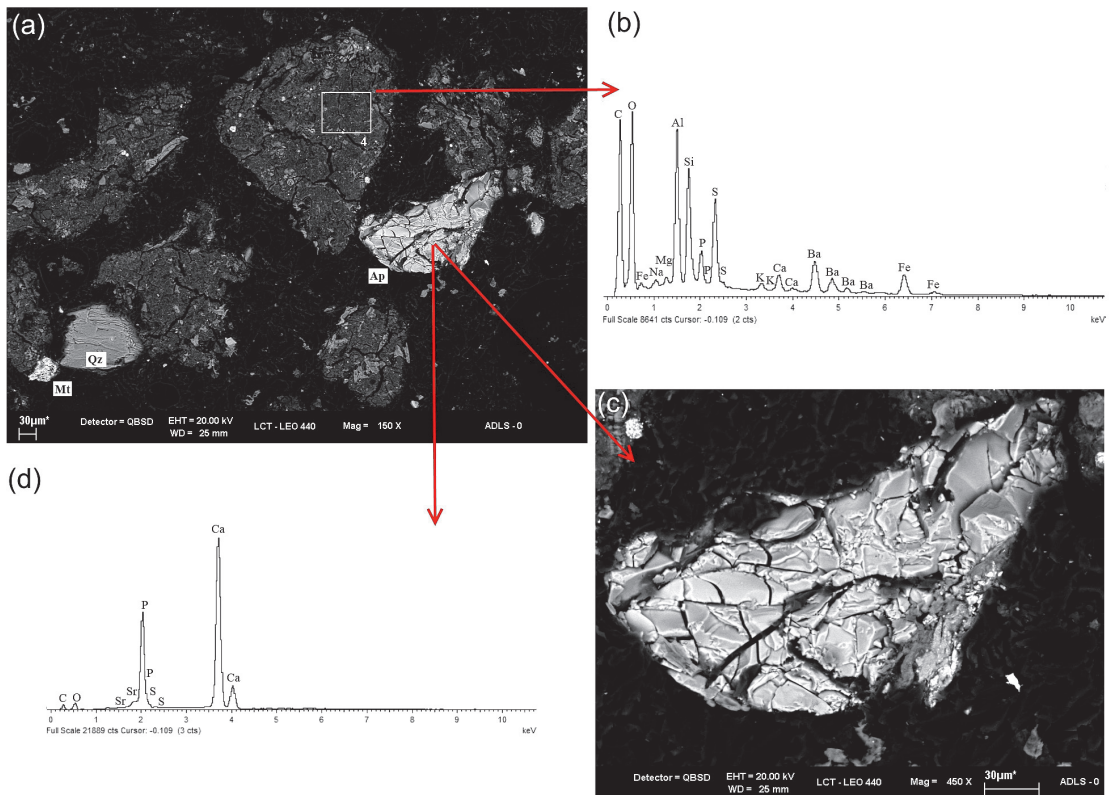 (a)
4
Ap
Qz
Mt
30µm*
Detector = QBSD
EHT = 20.00 kV
WD = 25 mm
LCT - LEO 440
Mag = 150 X
ADLS - 0
(b)
C
O
Al
Si
S
P
P
S
Fe
Na
Mg
K
K
Ca
Ca
Ba
Ba
Ba
Ba
Fe
Fe
0 1 2 3 4 5 6 7 8 9 10
Full Scale 8641 cts Cursor: -0.109 (2 cts)
keV
(c)
Detector = QBSD
EHT = 20.00 kV
WD = 25 mm
LCT - LEO 440
Mag = 450 X
30µm*
ADLS - 0
(d)
C
O
Sr
Sr
P
P
S
S
Ca
Ca
0 1 2 3 4 5 6 7 8 9 10
Full Scale 21889 cts Cursor: -0.109 (3 cts)
keV